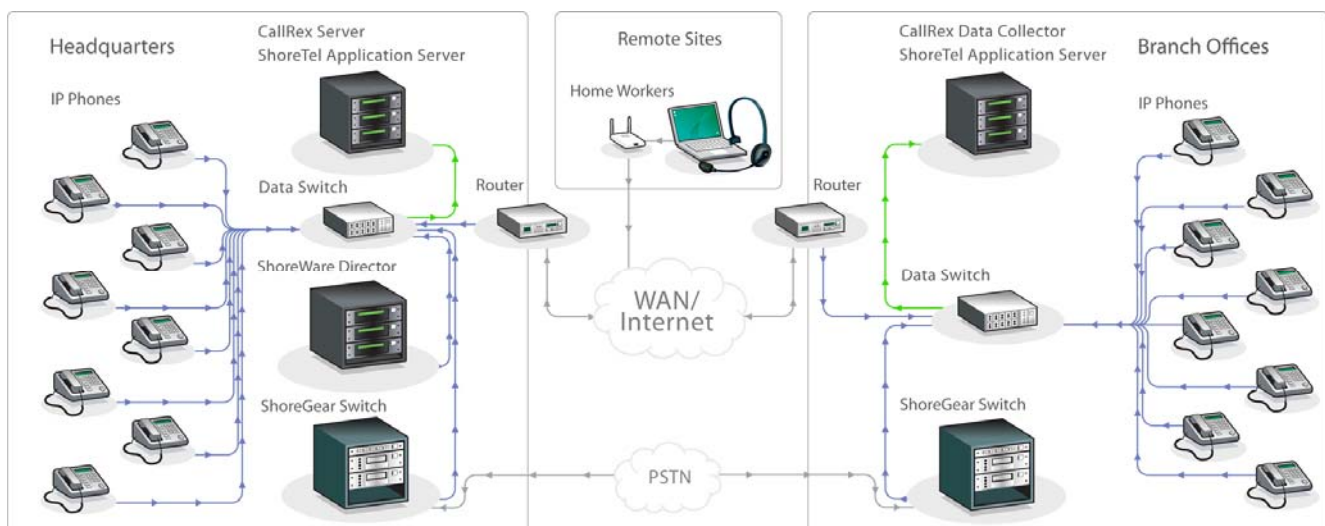 Headquarters
CallRex Server
ShoreTel Application Server
IP Phones
Data Switch
Router
ShoreWare Director
ShoreGear Switch
Remote Sites
Home Workers
WAN/
Internet
PSTN
CallRex Data Collector
ShoreTel Application Server
Branch Offices
IP Phones
Router
Data Switch
ShoreGear Switch